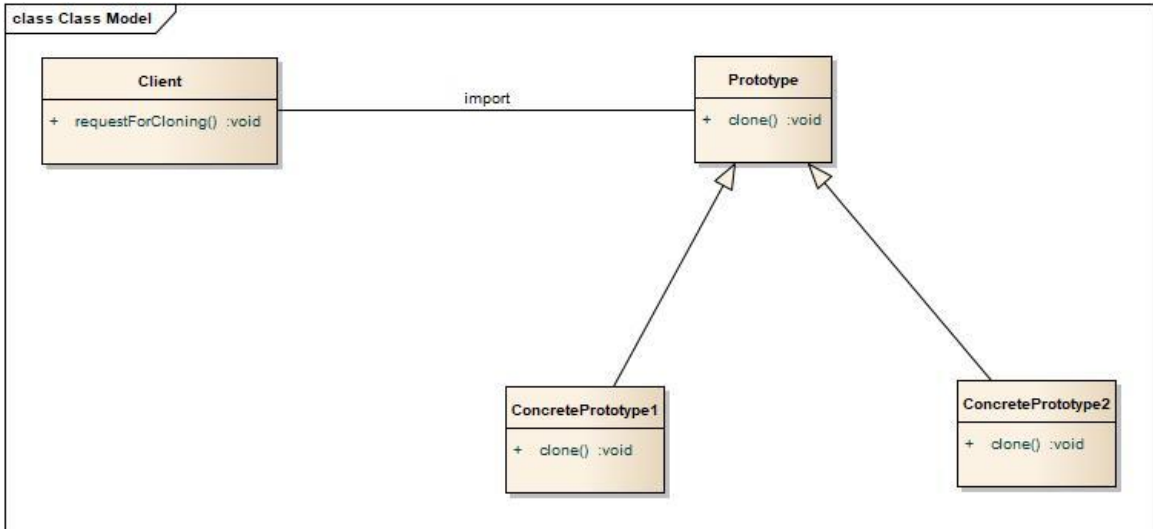 class Class Model
Client
+ requestForCloning() :void
import
Prototype
+ clone() :void
ConcretePrototype1
+ clone() :void
ConcretePrototype2
+ clone() :void